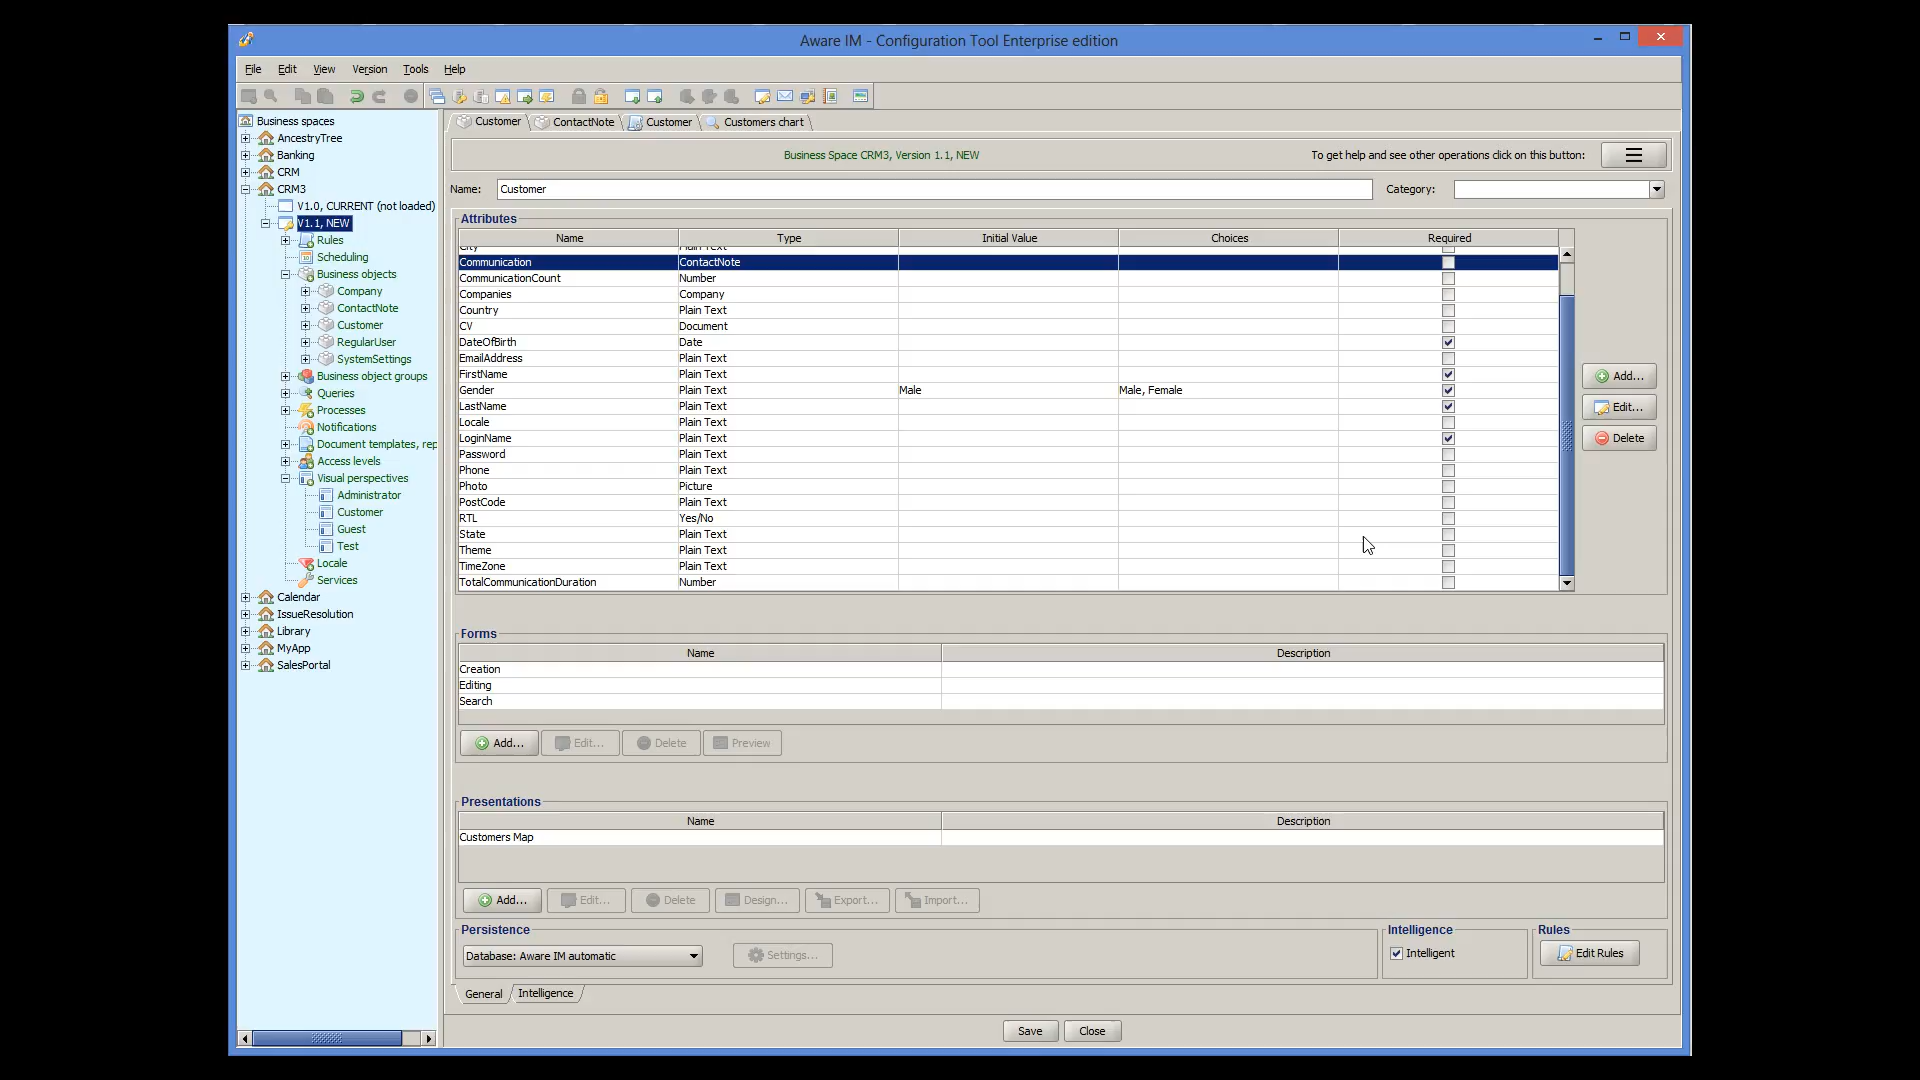 Aware IM - Configuration Tool Enterprise edition
File Edit View Version Tools Help
Business spaces
AncestryTree
Banking
CRM
CRM3
V1.0, CURRENT (not loaded)
V1.1, NEW
Rules
Scheduling
Business objects
Company
ContactNote
Customer
RegularUser
SystemSettings
Business object groups
Queries
Processes
Notifications
Document templates, rep
Access levels
Visual perspectives
Administrator
Customer
Guest
Test
Locale
Services
Calendar
IssueResolution
Library
MyApp
SalesPortal
Customer ContactNote Customer Customers chart
Business Space CRM3, Version 1.1, NEW To get help and see other operations click on this button:
Name: Customer Category:
Attributes
Name Type Initial Value Choices Required
City Plain Text
Communication ContactNote
CommunicationCount Number
Companies Company
Country Plain Text
CV Document
DateOfBirth Date
EmailAddress Plain Text
FirstName Plain Text
Gender Plain Text Male Male, Female
LastName Plain Text
Locale Plain Text
LoginName Plain Text
Password Plain Text
Phone Plain Text
Photo Picture
PostCode Plain Text
RTL Yes/No
State Plain Text
Theme Plain Text
TimeZone Plain Text
TotalCommunicationDuration Number
Add...
Edit...
Delete
Forms
Name Description
Creation
Editing
Search
Add... Edit... Delete Preview
Presentations
Name Description
Customers Map
Add... Edit... Delete Design... Export... Import...
Persistence Intelligence Rules
Database: Aware IM automatic Settings... Intelligent Edit Rules
General Intelligence
Save Close